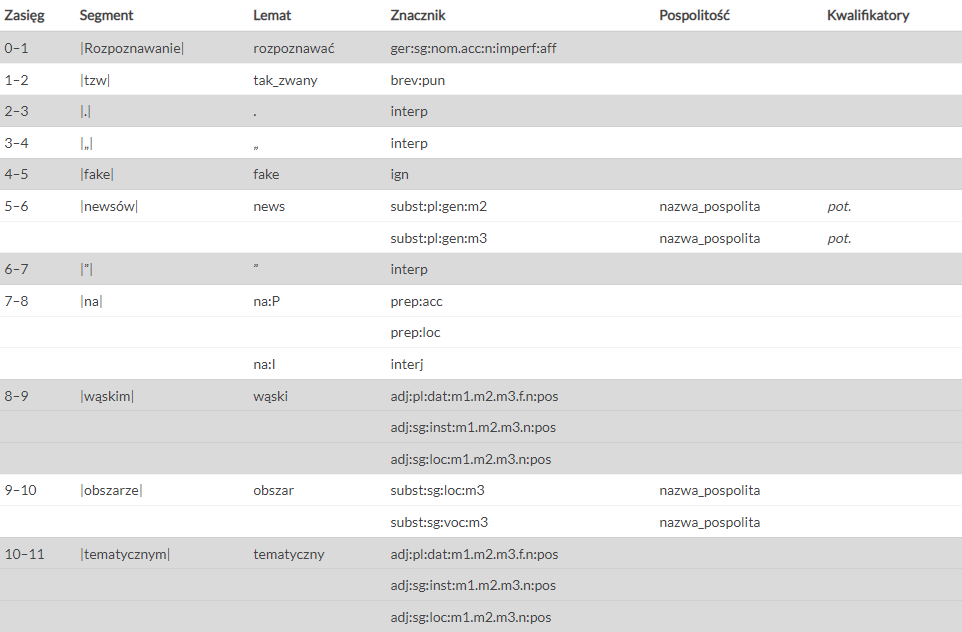 Zasięg Segment Lemat Znacznik Pospolitość Kwalifikatory
0–1 |Rozpoznawanie| rozpoznawać ger:sg:nom.acc:n:imperf:aff
1–2 |tzw| tak_zwany brev:pun
2–3 |.| . interp
3–4 |„| „ interp
4–5 |fake| fake ign
5–6 |newsów| news subst:pl:gen:m2 nazwa_pospolita pot.
subst:pl:gen:m3 nazwa_pospolita pot.
6–7 |”| ” interp
7–8 |na| na:P prep:acc
prep:loc
na:I interj
8–9 |wąskim| wąski adj:pl:dat:m1.m2.m3.f.n:pos
adj:sg:inst:m1.m2.m3.n:pos
adj:sg:loc:m1.m2.m3.n:pos
9–10 |obszarze| obszar subst:sg:loc:m3 nazwa_pospolita
subst:sg:voc:m3 nazwa_pospolita
10–11 |tematycznym| tematyczny adj:pl:dat:m1.m2.m3.f.n:pos
adj:sg:inst:m1.m2.m3.n:pos
adj:sg:loc:m1.m2.m3.n:pos